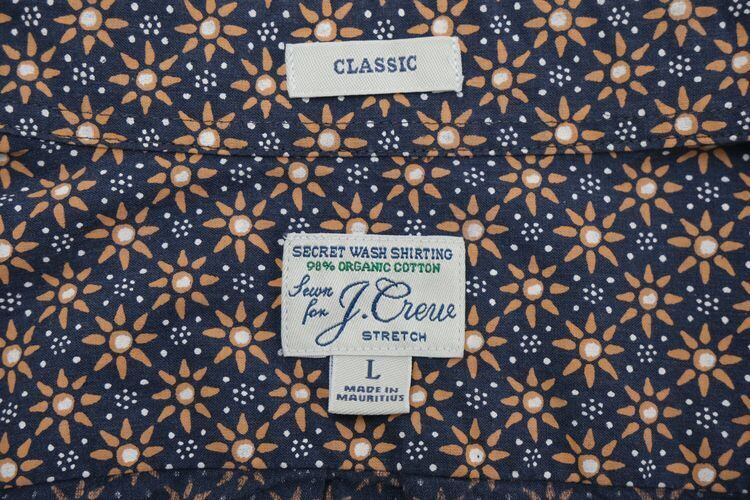 CLASSIC
SECRET WASH SHIRTING
98% ORGANIC COTTON
Sewn for J.Crew
STRETCH
L
MADE IN
MAURITIUS